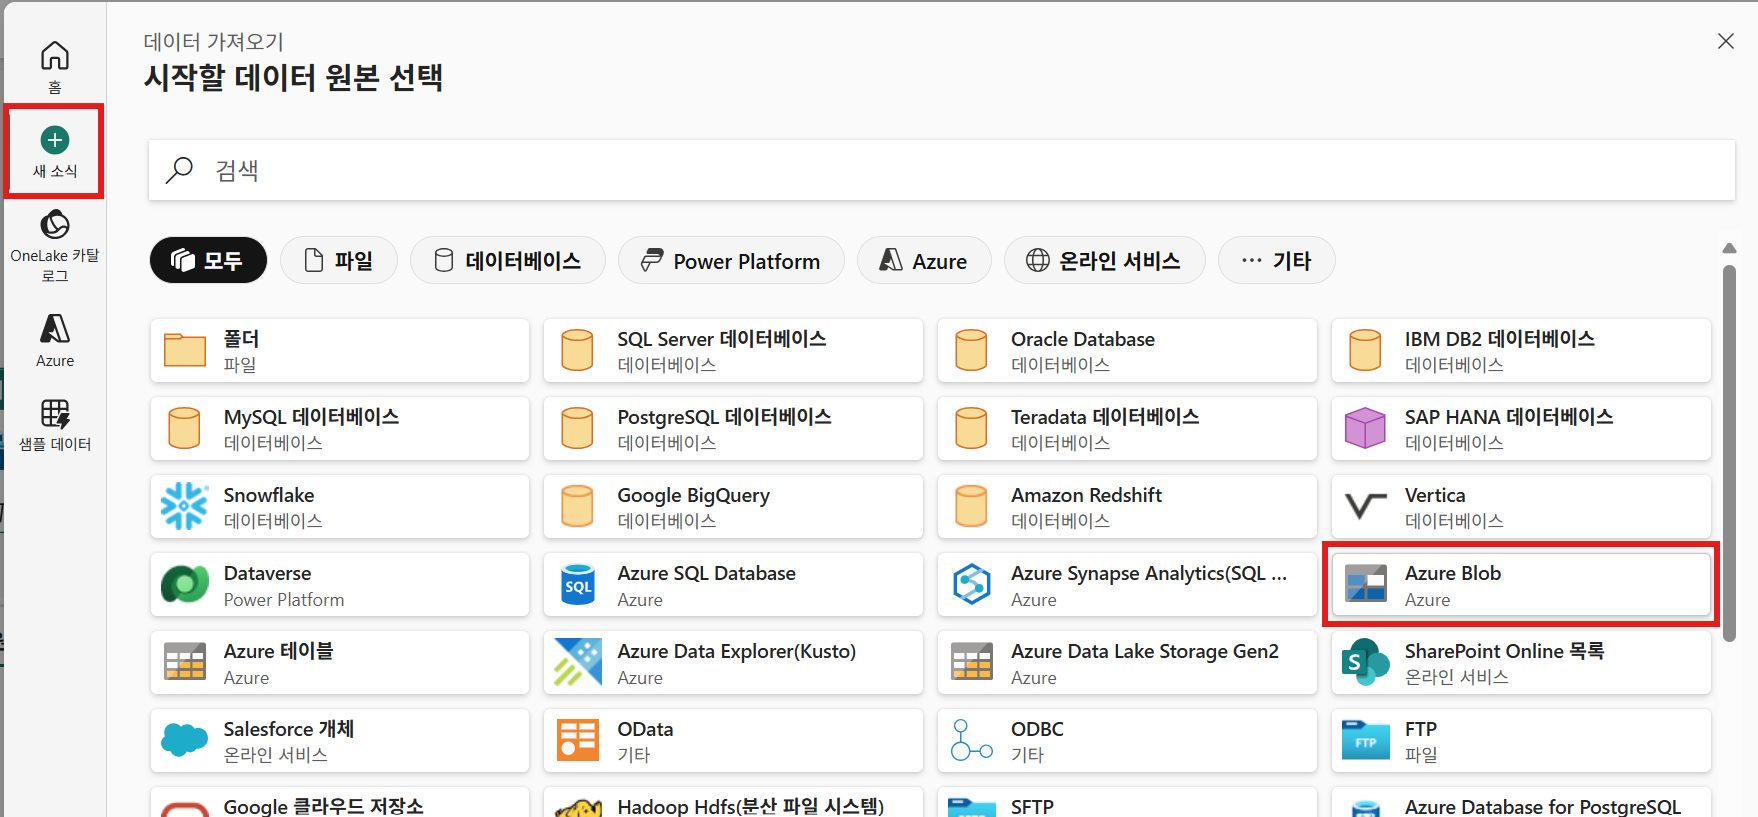 데이터 가져오기
시작할 데이터 원본 선택
홈
새 소식
OneLake 카탈
로그
Azure
샘플 데이터
검색
모두
파일
데이터베이스
Power Platform
Azure
온라인 서비스
··· 기타
폴더
파일
SQL Server 데이터베이스
데이터베이스
Oracle Database
데이터베이스
IBM DB2 데이터베이스
데이터베이스
MySQL 데이터베이스
데이터베이스
PostgreSQL 데이터베이스
데이터베이스
Teradata 데이터베이스
데이터베이스
SAP HANA 데이터베이스
데이터베이스
Snowflake
데이터베이스
Google BigQuery
데이터베이스
Amazon Redshift
데이터베이스
Vertica
데이터베이스
Dataverse
Power Platform
SQL
Azure SQL Database
Azure
Azure Synapse Analytics(SQL ...
Azure
Azure Blob
Azure
Azure 테이블
Azure
Azure Data Explorer(Kusto)
Azure
Azure Data Lake Storage Gen2
Azure
S
SharePoint Online 목록
온라인 서비스
Salesforce 개체
온라인 서비스
OData
기타
ODBC
기타
FTP
FTP
파일
Google 클라우드 저장소
Hadoop Hdfs(분산 파일 시스템)
SFTP
Azure Database for PostgreSQL